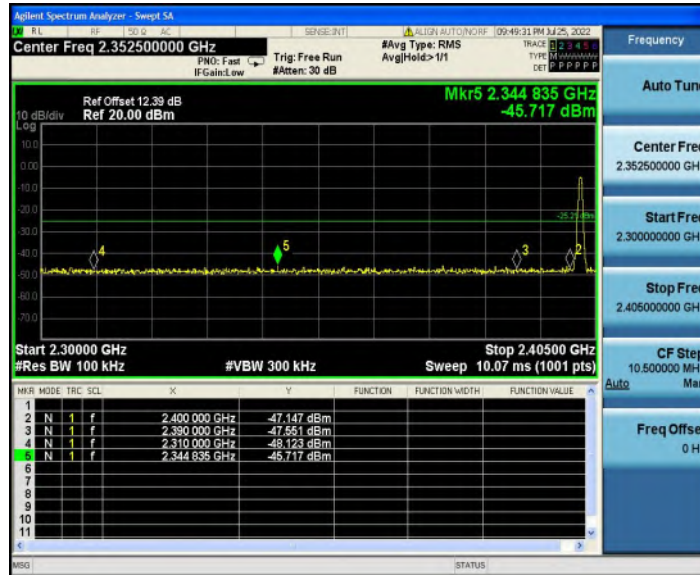 Agilent Spectrum Analyzer - Swept SA
RL RF 50 Ω AC SENSE:INT ALIGN AUTO/NORF 09:49:31 PM Jul 25, 2022
Center Freq 2.352500000 GHz
PNO: Fast
IFGain:Low
Trig: Free Run
#Atten: 30 dB
#Avg Type: RMS
Avg|Hold:> 1/1
TRACE 1 2 3 4 5 6
TYPE M
DET P P P P P P
Ref Offset 12.39 dB
10 dB/div Ref 20.00 dBm
Log
Mkr5 2.344 835 GHz
-45.717 dBm
10.0
0.00
-10.0
-20.0
-30.0
-40.0
-50.0
-60.0
-70.0
4
5
3
2
Start 2.30000 GHz Stop 2.40500 GHz
#Res BW 100 kHz #VBW 300 kHz Sweep 10.07 ms (1001 pts)
MKR MODE TRC SCL X Y FUNCTION FUNCTION WIDTH FUNCTION VALUE
1
2 N 1 f 2.400 000 GHz -47.147 dBm
3 N 1 f 2.390 000 GHz -47.551 dBm
4 N 1 f 2.310 000 GHz -48.123 dBm
5 N 1 f 2.344 835 GHz -45.717 dBm
6
7
8
9
10
11
MSG STATUS
Frequency
Auto Tun
Center Fre
2.352500000 GH
Start Fre
2.300000000 GH
Stop Fre
2.405000000 GH
CF Step
10.500000 MH
Auto Ma
Freq Offse
0 H